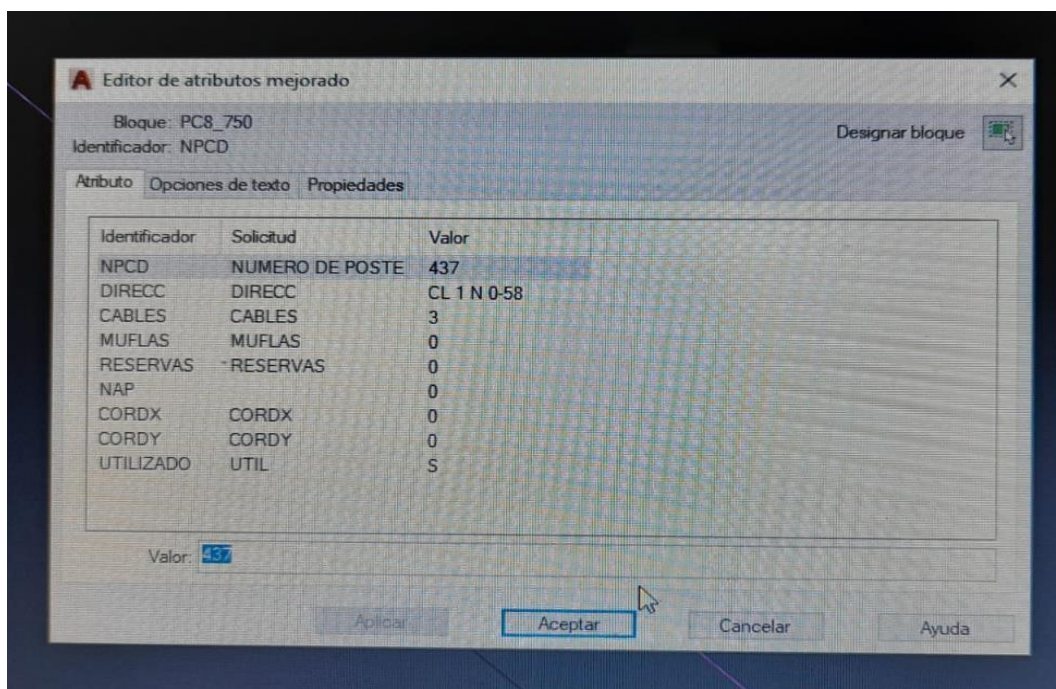 Editor de atributos mejorado
Bloque: PC8_750
Identificador: NPCD
Designar bloque
Atributo Opciones de texto Propiedades
Identificador Solicitud Valor
NPCD NUMERO DE POSTE 437
DIRECC DIRECC CL 1 N 0-58
CABLES CABLES 3
MUFLAS MUFLAS 0
RESERVAS RESERVAS 0
NAP 0
CORDX CORDX 0
CORDY CORDY 0
UTILIZADO UTIL S
Valor: 437
Aplicar Aceptar Cancelar Ayuda